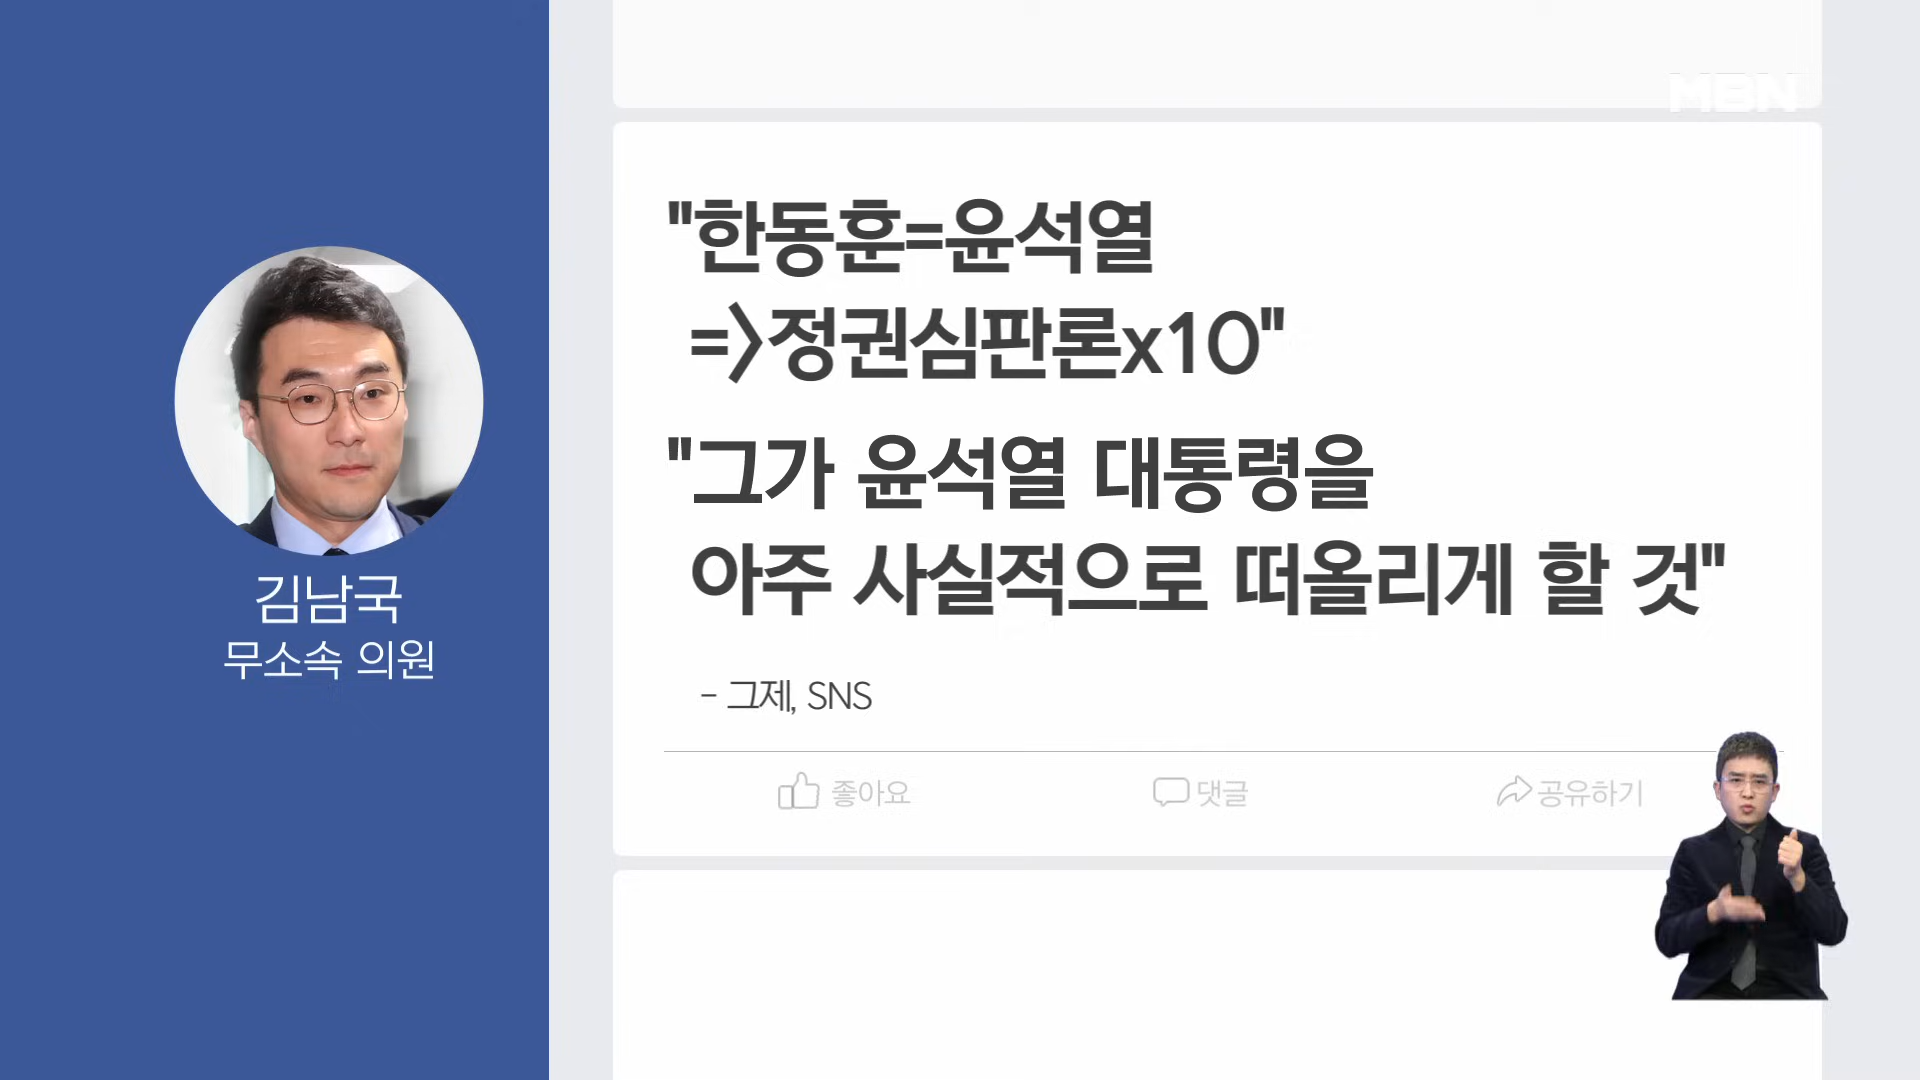 MBN
"한동훈=윤석열
=>정권심판론x10"
"그가 윤석열 대통령을
아주 사실적으로 떠올리게 할 것"
- 그제, SNS
좋아요 댓글 공유하기
김남국
무소속 의원